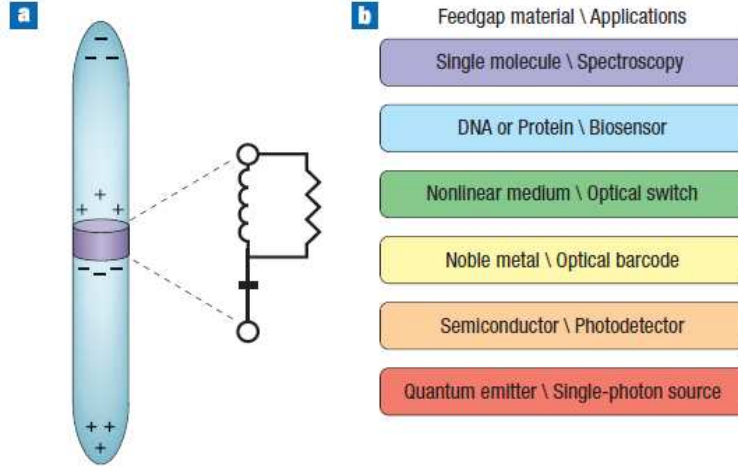 a
b
Feedgap material \ Applications
Single molecule \ Spectroscopy
DNA or Protein \ Biosensor
Nonlinear medium \ Optical switch
Noble metal \ Optical barcode
Semiconductor \ Photodetector
Quantum emitter \ Single-photon source